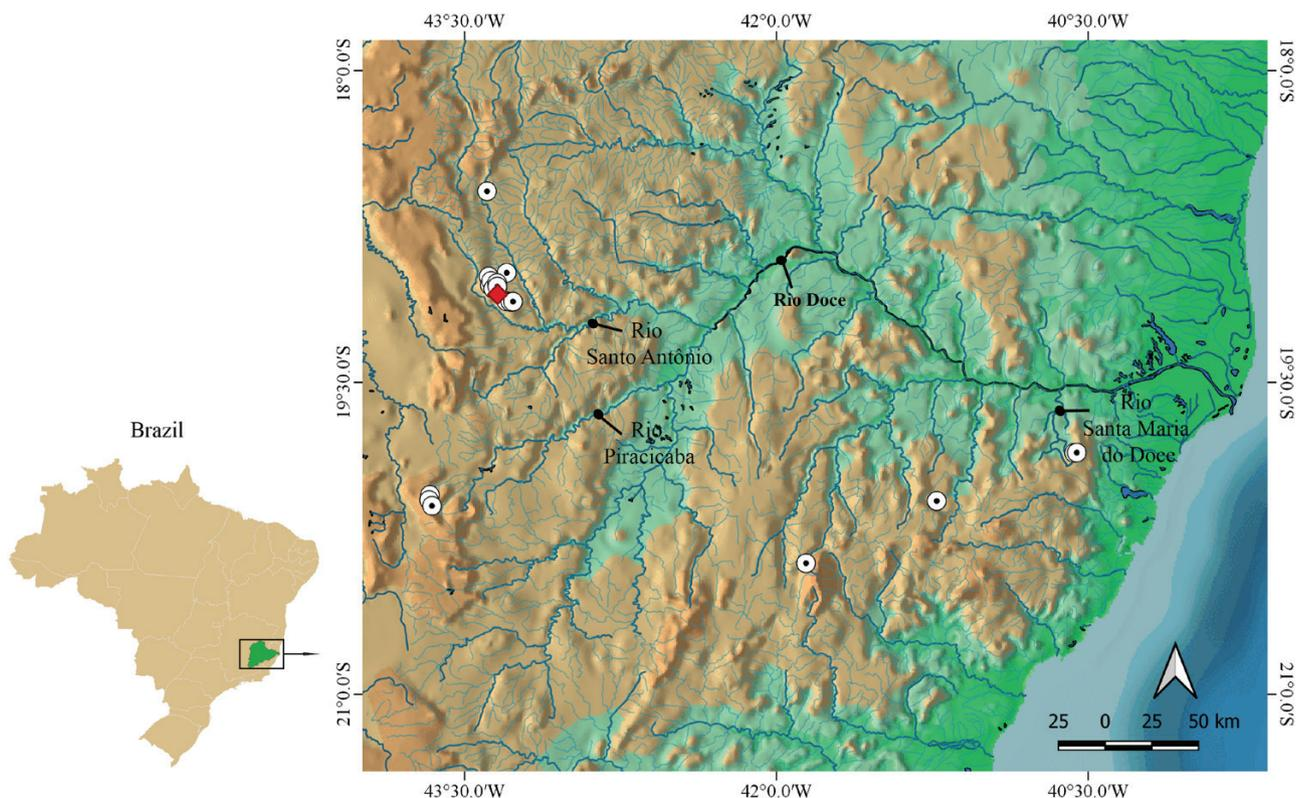 43°30.0'W 42°0.0'W 40°30.0'W
18°0.0'S
18°0.0'S
Rio Doce
Rio
Santo Antônio
19°30.0'S
19°30.0'S
Rio
Santa Maria
do Doce
Rio
Piracicaba
Brazil
21°0.0'S
21°0.0'S
25 0 25 50 km
43°30.0'W 42°0.0'W 40°30.0'W